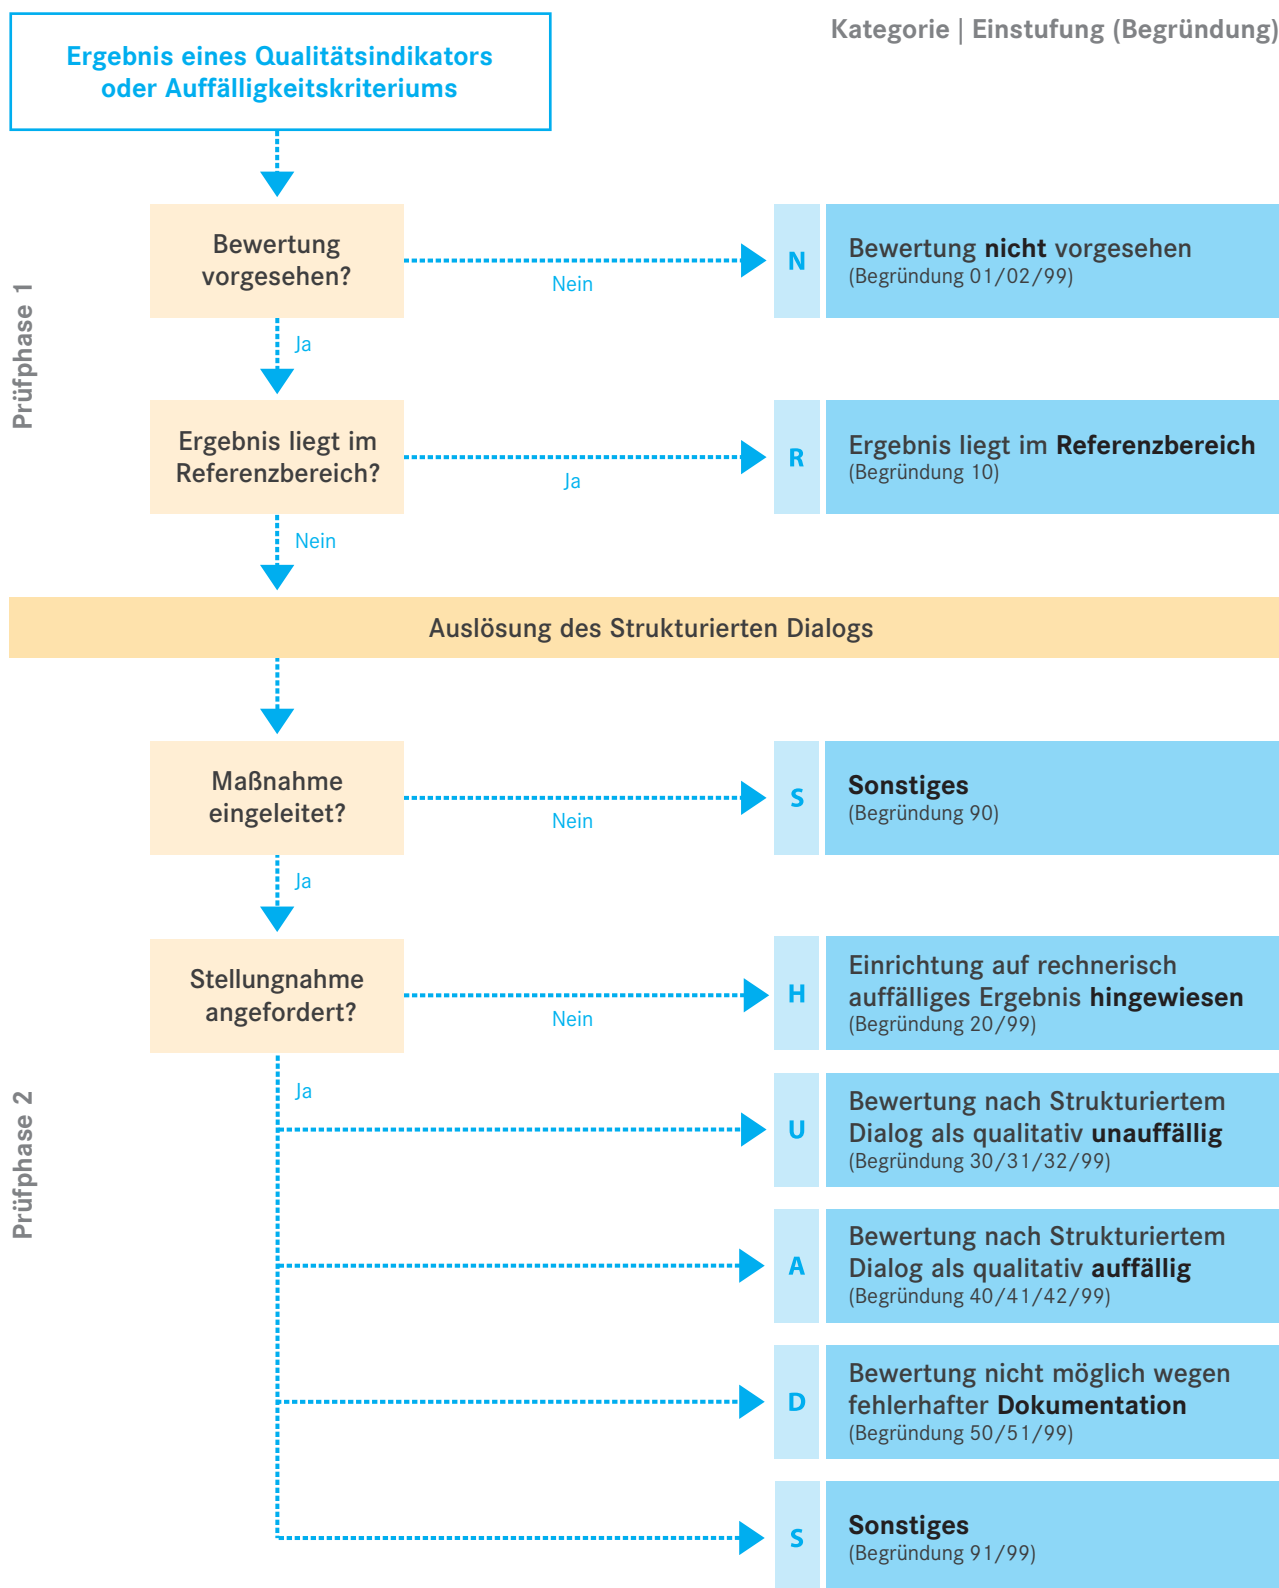 Kategorie | Einstufung (Begründung)
Ergebnis eines Qualitätsindikators
oder Auffälligkeitskriteriums
Prüfphase 1
Bewertung
vorgesehen?
Nein
N
Bewertung nicht vorgesehen
(Begründung 01/02/99)
Ja
Ergebnis liegt im
Referenzbereich?
Ja
R
Ergebnis liegt im Referenzbereich
(Begründung 10)
Nein
Auslösung des Strukturierten Dialogs
Prüfphase 2
Maßnahme
eingeleitet?
Nein
S
Sonstiges
(Begründung 90)
Ja
Stellungnahme
angefordert?
Nein
H
Einrichtung auf rechnerisch
auffälliges Ergebnis hingewiesen
(Begründung 20/99)
Ja
U
Bewertung nach Strukturiertem
Dialog als qualitativ unauffällig
(Begründung 30/31/32/99)
A
Bewertung nach Strukturiertem
Dialog als qualitativ auffällig
(Begründung 40/41/42/99)
D
Bewertung nicht möglich wegen
fehlerhafter Dokumentation
(Begründung 50/51/99)
S
Sonstiges
(Begründung 91/99)